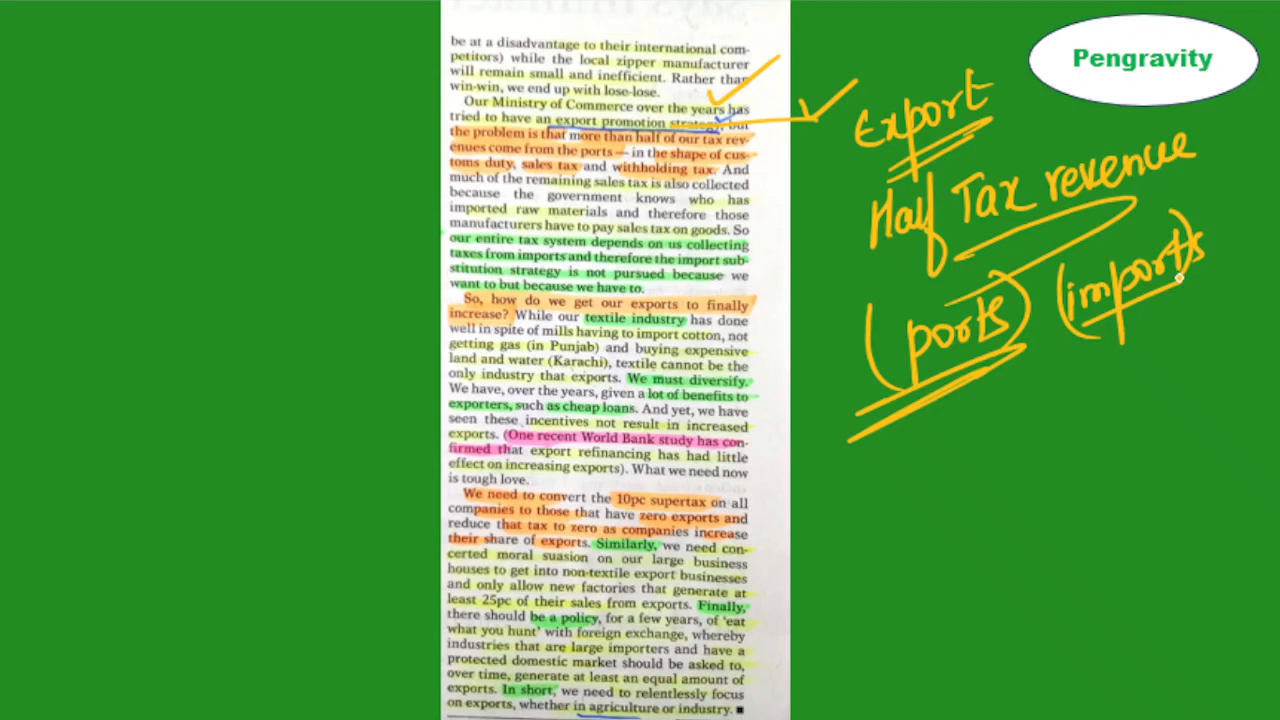 be at a disadvantage to their international com-
petitors) while the local zipper manufacturer
will remain small and inefficient. Rather than
win-win, we end up with lose-lose.
Our Ministry of Commerce over the years has
tried to have an export promotion strategy, but
the problem is that more than half of our tax rev-
enues come from the ports — in the shape of cus-
toms duty, sales tax and withholding tax. And
much of the remaining sales tax is also collected
because the government knows who has
imported raw materials and therefore those
manufacturers have to pay sales tax on goods. So
our entire tax system depends on us collecting
taxes from imports and therefore the import sub-
stitution strategy is not pursued because we
want to but because we have to.
So, how do we get our exports to finally
increase? While our textile industry has done
well in spite of mills having to import cotton, not
getting gas (in Punjab) and buying expensive
land and water (Karachi), textile cannot be the
only industry that exports. We must diversify.
We have, over the years, given a lot of benefits to
exporters, such as cheap loans. And yet, we have
seen these incentives not result in increased
exports. (One recent World Bank study has con-
firmed that export refinancing has had little
effect on increasing exports). What we need now
is tough love.
We need to convert the 10pc supertax on all
companies to those that have zero exports and
reduce that tax to zero as companies increase
their share of exports. Similarly, we need con-
certed moral suasion on our large business
houses to get into non-textile export businesses
and only allow new factories that generate at
least 25pc of their sales from exports. Finally,
there should be a policy, for a few years, of 'eat
what you hunt' with foreign exchange, whereby
industries that are large importers and have a
protected domestic market should be asked to,
over time, generate at least an equal amount of
exports. In short, we need to relentlessly focus
on exports, whether in agriculture or industry. ■
Pengravity
Export
Half Tax revenue
(ports) (imports)